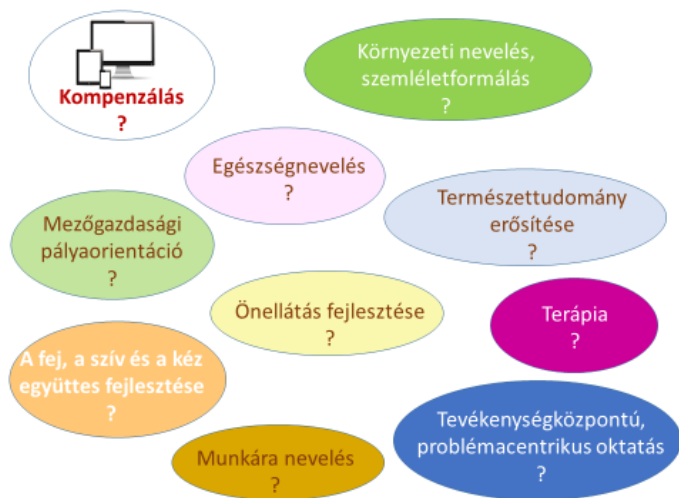 Kompenzálás
?
Környezeti nevelés,
szemléletformálás
?
Egészségnevelés
?
Mezőgazdasági
pályaorientáció
?
Természettudomány
erősítése
?
Önellátás fejlesztése
?
Terápia
?
A fej, a szív és a kéz
együttes fejlesztése
?
Tevékenységközpontú,
problémacentrikus oktatás
?
Munkára nevelés
?